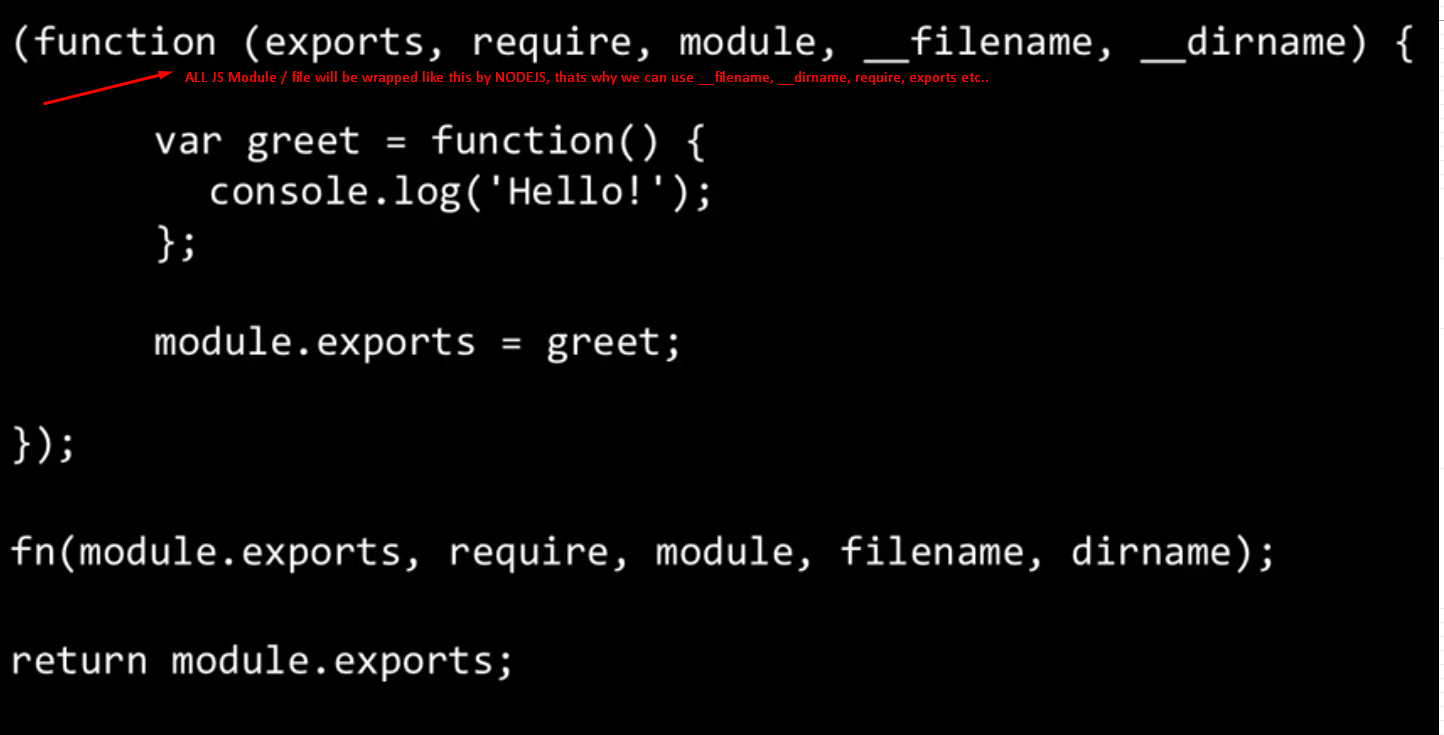 (function (exports, require, module, __filename, __dirname) {
ALL JS Module / file will be wrapped like this by NODEJS, thats why we can use __filename, __dirname, require, exports etc..
var greet = function() {
console.log('Hello!');
};
module.exports = greet;
});
fn(module.exports, require, module, filename, dirname);
return module.exports;